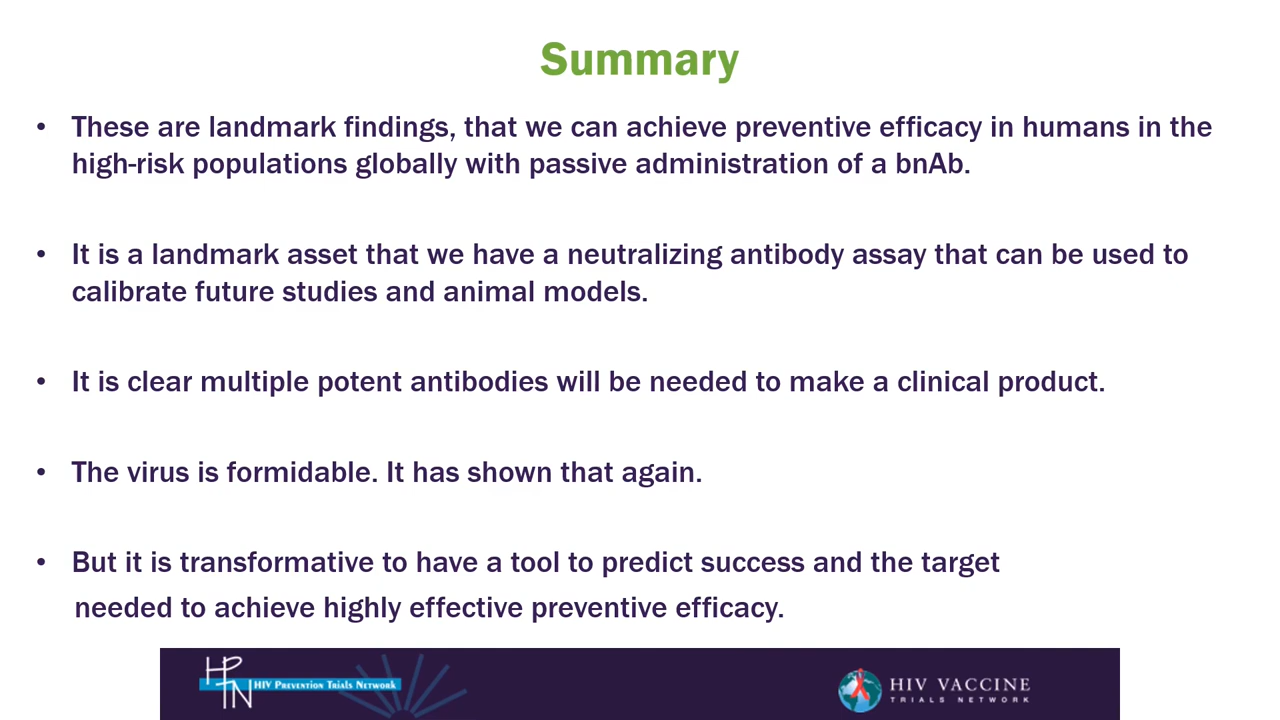 Summary
• These are landmark findings, that we can achieve preventive efficacy in humans in the
high-risk populations globally with passive administration of a bnAb.
• It is a landmark asset that we have a neutralizing antibody assay that can be used to
calibrate future studies and animal models.
• It is clear multiple potent antibodies will be needed to make a clinical product.
• The virus is formidable. It has shown that again.
• But it is transformative to have a tool to predict success and the target
needed to achieve highly effective preventive efficacy.
HPTN
HIV PREVENTION TRIALS NETWORK
HIV VACCINE
TRIALS NETWORK